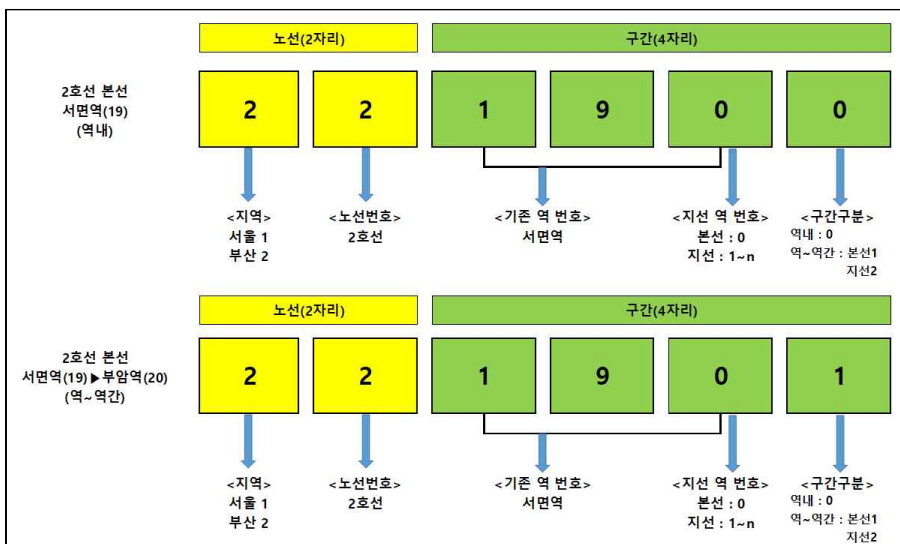 노선(2자리)
구간(4자리)
2호선 본선
서면역(19)
(역내)
2 2 1 9 0 0
<지역>
서울 1
부산 2
<노선번호>
2호선
<기존 역 번호>
서면역
<지선 역 번호>
본선 : 0
지선 : 1~n
<구간구분>
역내 : 0
역~역간 : 본선1
지선2
노선(2자리)
구간(4자리)
2호선 본선
서면역(19)▶부암역(20)
(역~역간)
2 2 1 9 0 1
<지역>
서울 1
부산 2
<노선번호>
2호선
<기존 역 번호>
서면역
<지선 역 번호>
본선 : 0
지선 : 1~n
<구간구분>
역내 : 0
역~역간 : 본선1
지선2